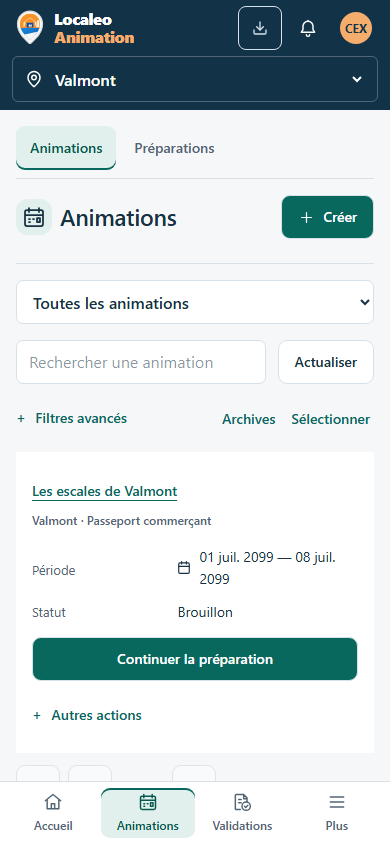 Localeo
Animation
CEX
Valmont
Animations
Préparations
Animations
+ Créer
Toutes les animations
Rechercher une animation
Actualiser
+ Filtres avancés
Archives
Sélectionner
Les escales de Valmont
Valmont · Passeport commerçant
Période
01 juil. 2099 — 08 juil.
2099
Statut
Brouillon
Continuer la préparation
+ Autres actions
Accueil
Animations
Validations
Plus